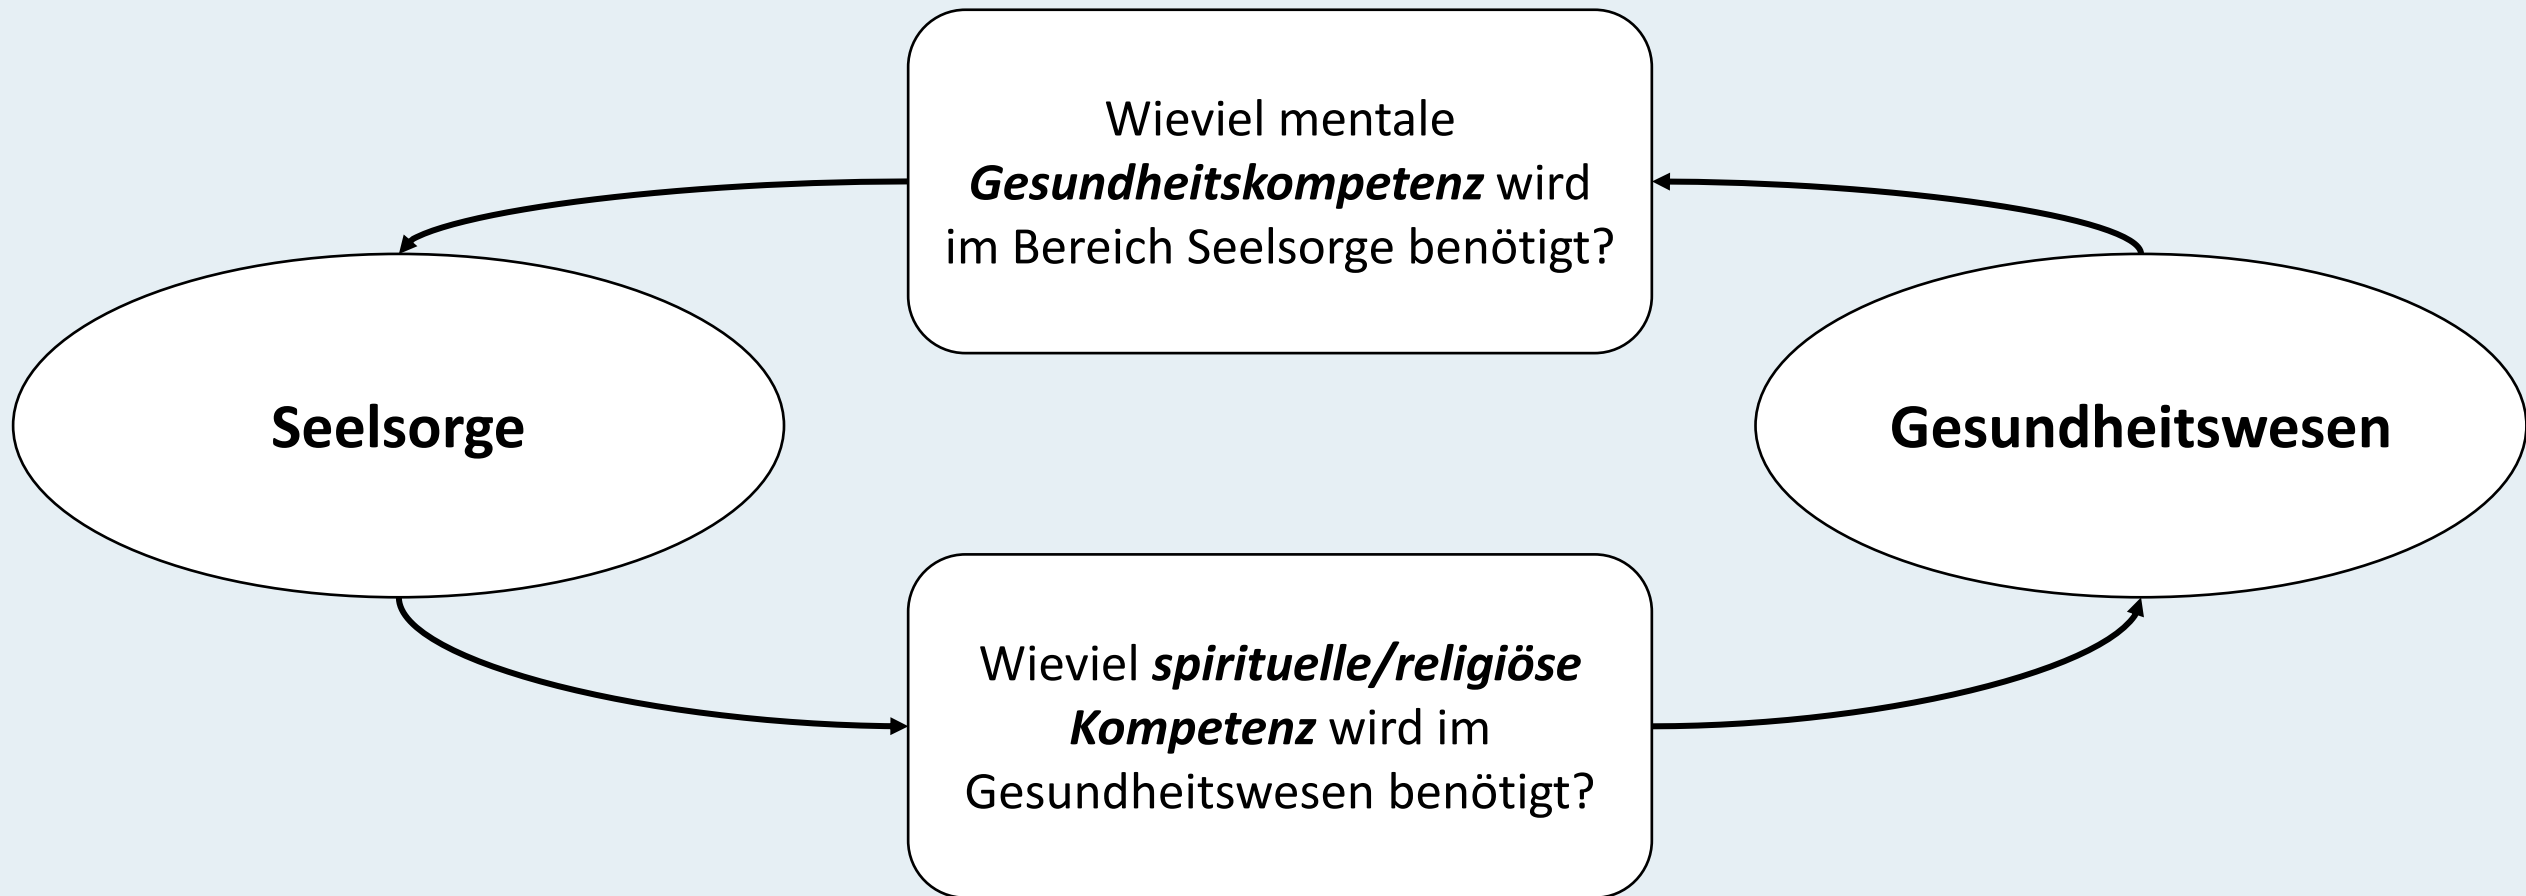 Wieviel mentale
Gesundheitskompetenz wird
im Bereich Seelsorge benötigt?
Seelsorge
Gesundheitswesen
Wieviel spirituelle/religiöse
Kompetenz wird im
Gesundheitswesen benötigt?